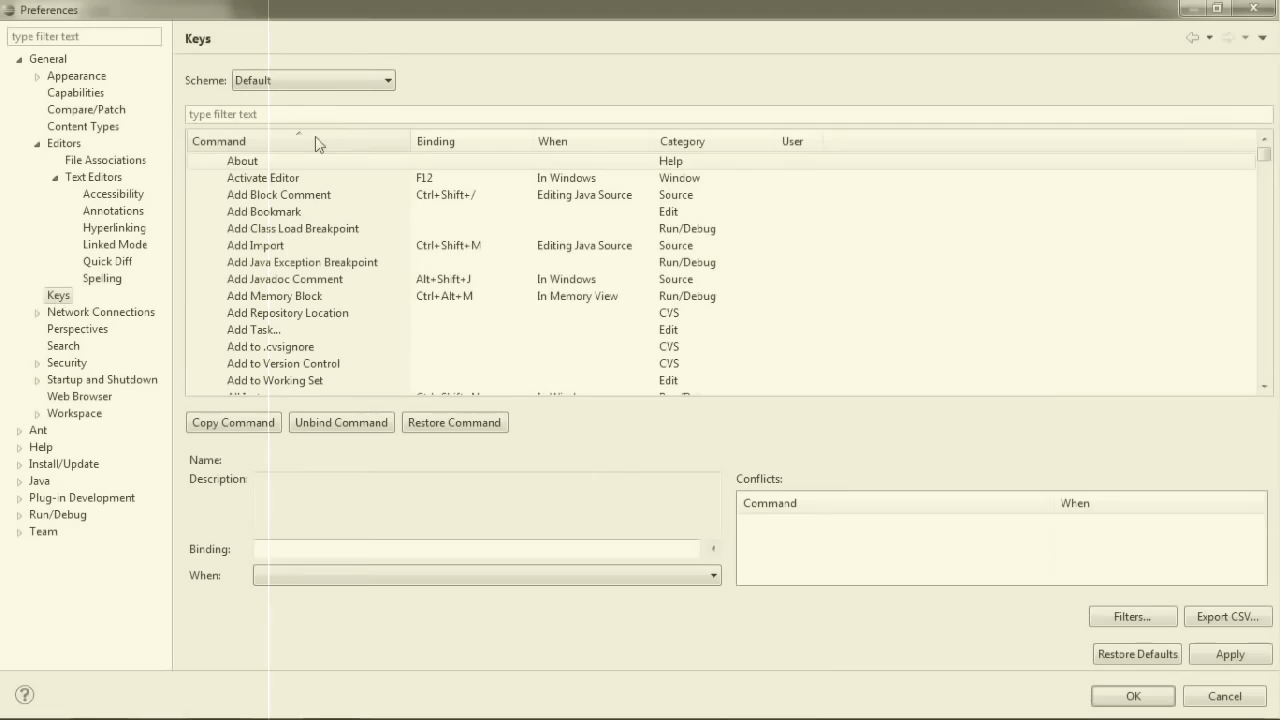 Preferences
type filter text
General
Appearance
Capabilities
Compare/Patch
Content Types
Editors
File Associations
Text Editors
Accessibility
Annotations
Hyperlinking
Linked Mode
Quick Diff
Spelling
Keys
Network Connections
Perspectives
Search
Security
Startup and Shutdown
Web Browser
Workspace
Ant
Help
Install/Update
Java
Plug-in Development
Run/Debug
Team
Keys
Scheme: Default
type filter text
Command Binding When Category User
About Help
Activate Editor F12 In Windows Window
Add Block Comment Ctrl+Shift+/ Editing Java Source Source
Add Bookmark Edit
Add Class Load Breakpoint Run/Debug
Add Import Ctrl+Shift+M Editing Java Source Source
Add Java Exception Breakpoint Run/Debug
Add Javadoc Comment Alt+Shift+J In Windows Source
Add Memory Block Ctrl+Alt+M In Memory View Run/Debug
Add Repository Location CVS
Add Task... Edit
Add to .cvsignore CVS
Add to Version Control CVS
Add to Working Set Edit
Copy Command Unbind Command Restore Command
Name:
Description:
Binding:
When:
Conflicts:
Command When
Filters... Export CSV...
Restore Defaults Apply
OK Cancel